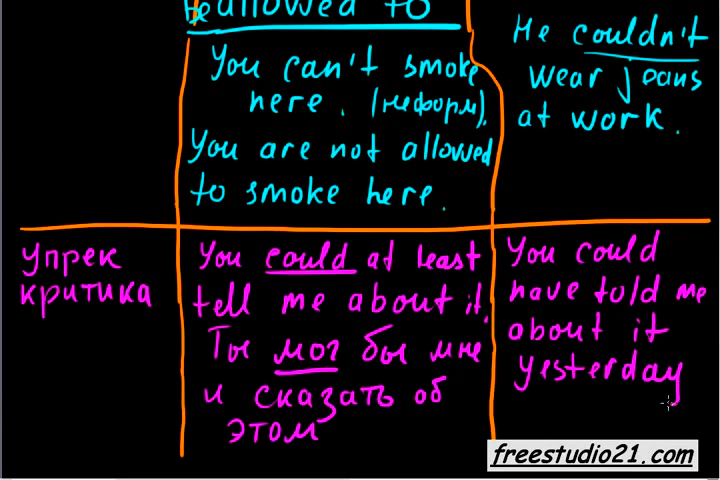 be allowed to
You can't smoke
here. (неформ).
You are not allowed
to smoke here.
He couldn't
wear jeans
at work.
Упрек
критика
You could at least
tell me about it.
Ты мог бы мне
и сказать об
этом
You could
have told me
about it
yesterday
freestudio21.com